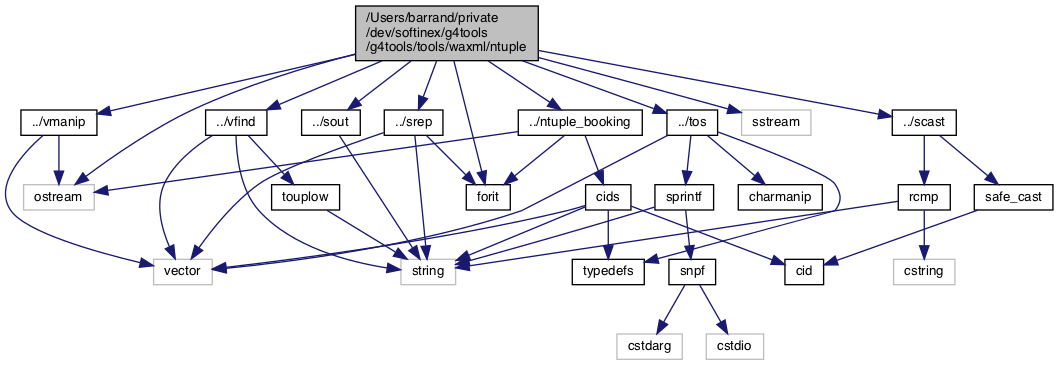 /Users/barrand/private
/dev/softinex/g4tools
/g4tools/tools/waxml/ntuple
../vmanip
../vfind
../sout
../srep
../ntuple_booking
../tos
sstream
../scast
ostream
touplow
forit
cids
sprintf
charmanip
rcmp
safe_cast
vector
string
typedefs
snpf
cid
cstring
cstdarg
cstdio